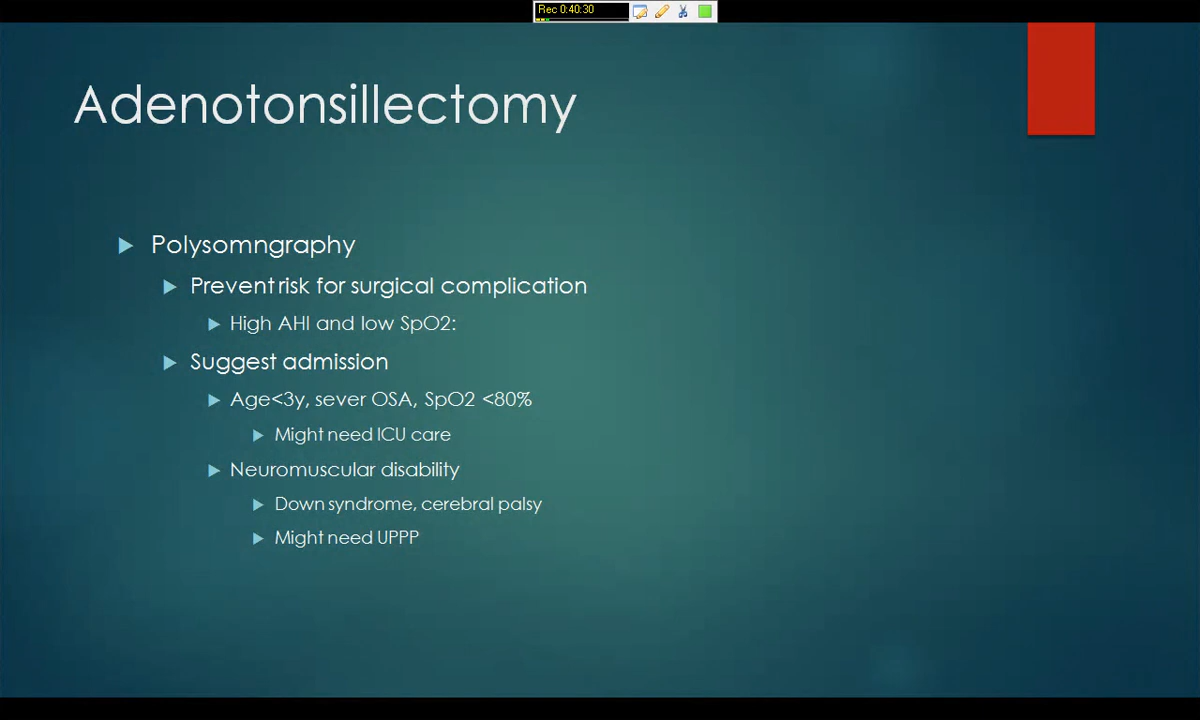 Rec 0:40:30
Adenotonsillectomy
Polysomngraphy
Prevent risk for surgical complication
High AHI and low SpO2:
Suggest admission
Age<3y, sever OSA, SpO2 <80%
Might need ICU care
Neuromuscular disability
Down syndrome, cerebral palsy
Might need UPPP